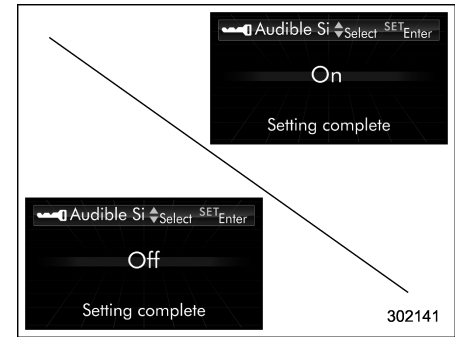 Audible Si Select SET Enter
On
Setting complete
Audible Si Select SET Enter
Off
Setting complete
302141